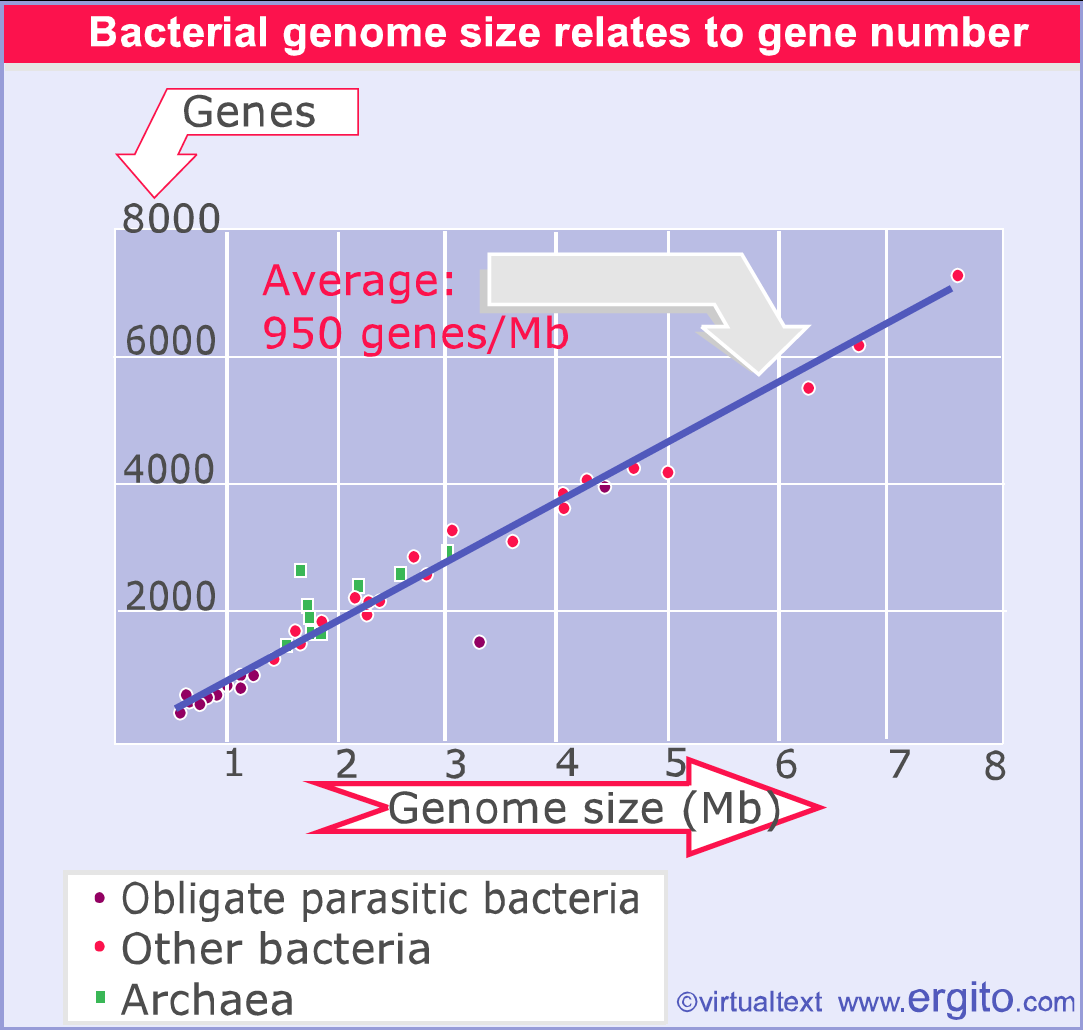 Bacterial genome size relates to gene number
Genes
8000
Average:
950 genes/Mb
6000
4000
2000
1 2 3 4 5 6 7 8
Genome size (Mb)
Obligate parasitic bacteria
Other bacteria
Archaea
©virtualtext www.ergito.com